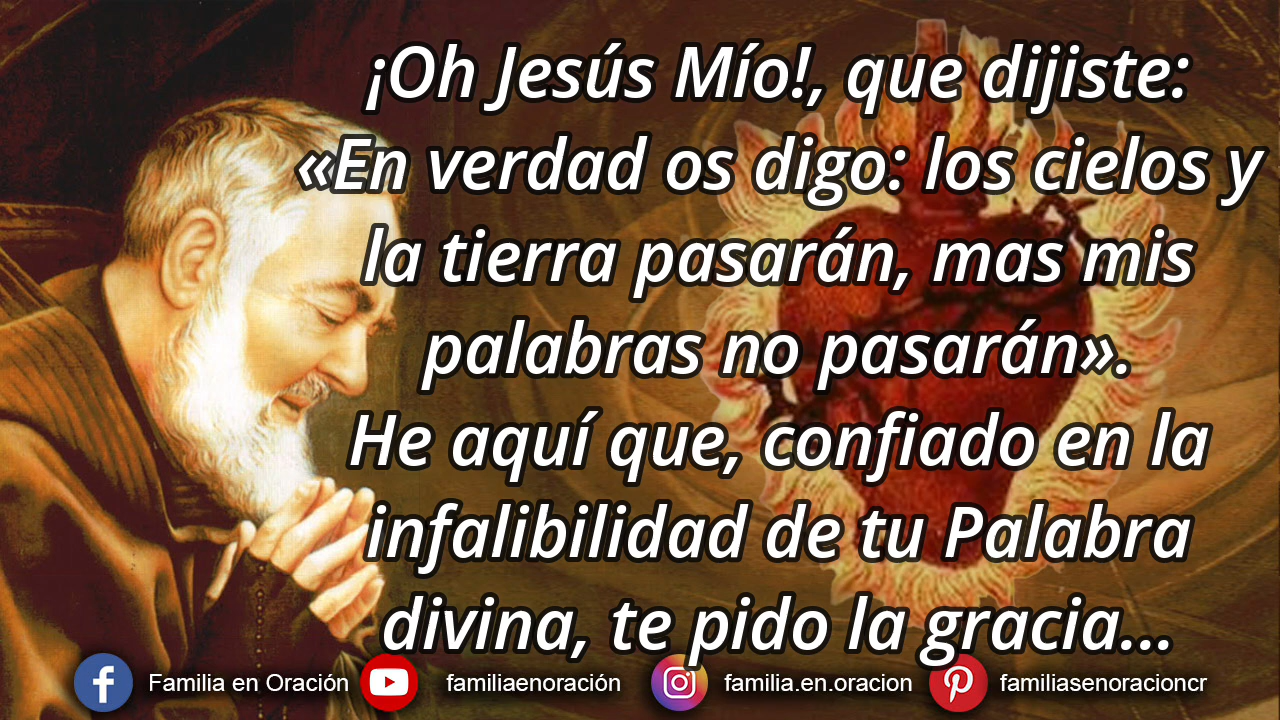 ¡Oh Jesús Mío!, que dijiste:
«En verdad os digo: los cielos y
la tierra pasarán, mas mis
palabras no pasarán».
He aquí que, confiado en la
infalibilidad de tu Palabra
divina, te pido la gracia...
Familia en Oración familiaenoración familia.en.oracion familiasenoracioncr